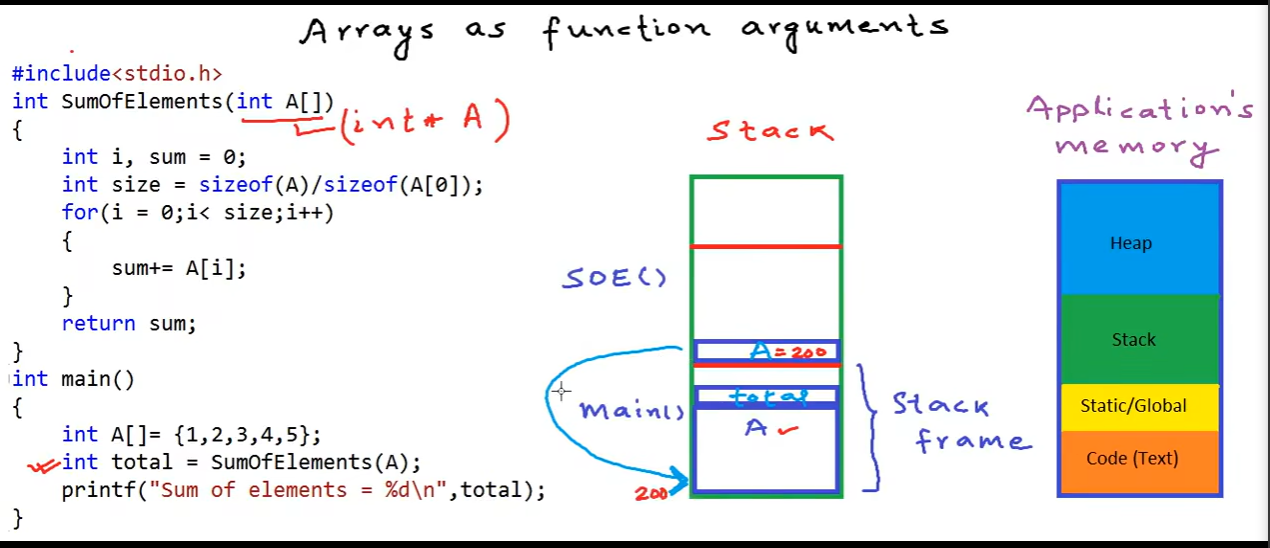 Arrays as function arguments
#include<stdio.h>
int SumOfElements(int A[])
(int* A)
{
int i, sum = 0;
int size = sizeof(A)/sizeof(A[0]);
for(i = 0;i< size;i++)
{
sum+= A[i];
}
return sum;
}
int main()
{
int A[]= {1,2,3,4,5};
int total = SumOfElements(A);
printf("Sum of elements = %d\n",total);
}
Stack
SOE()
A = 200
main()
total
A
200
Stack
frame
Application's
memory
Heap
Stack
Static/Global
Code (Text)